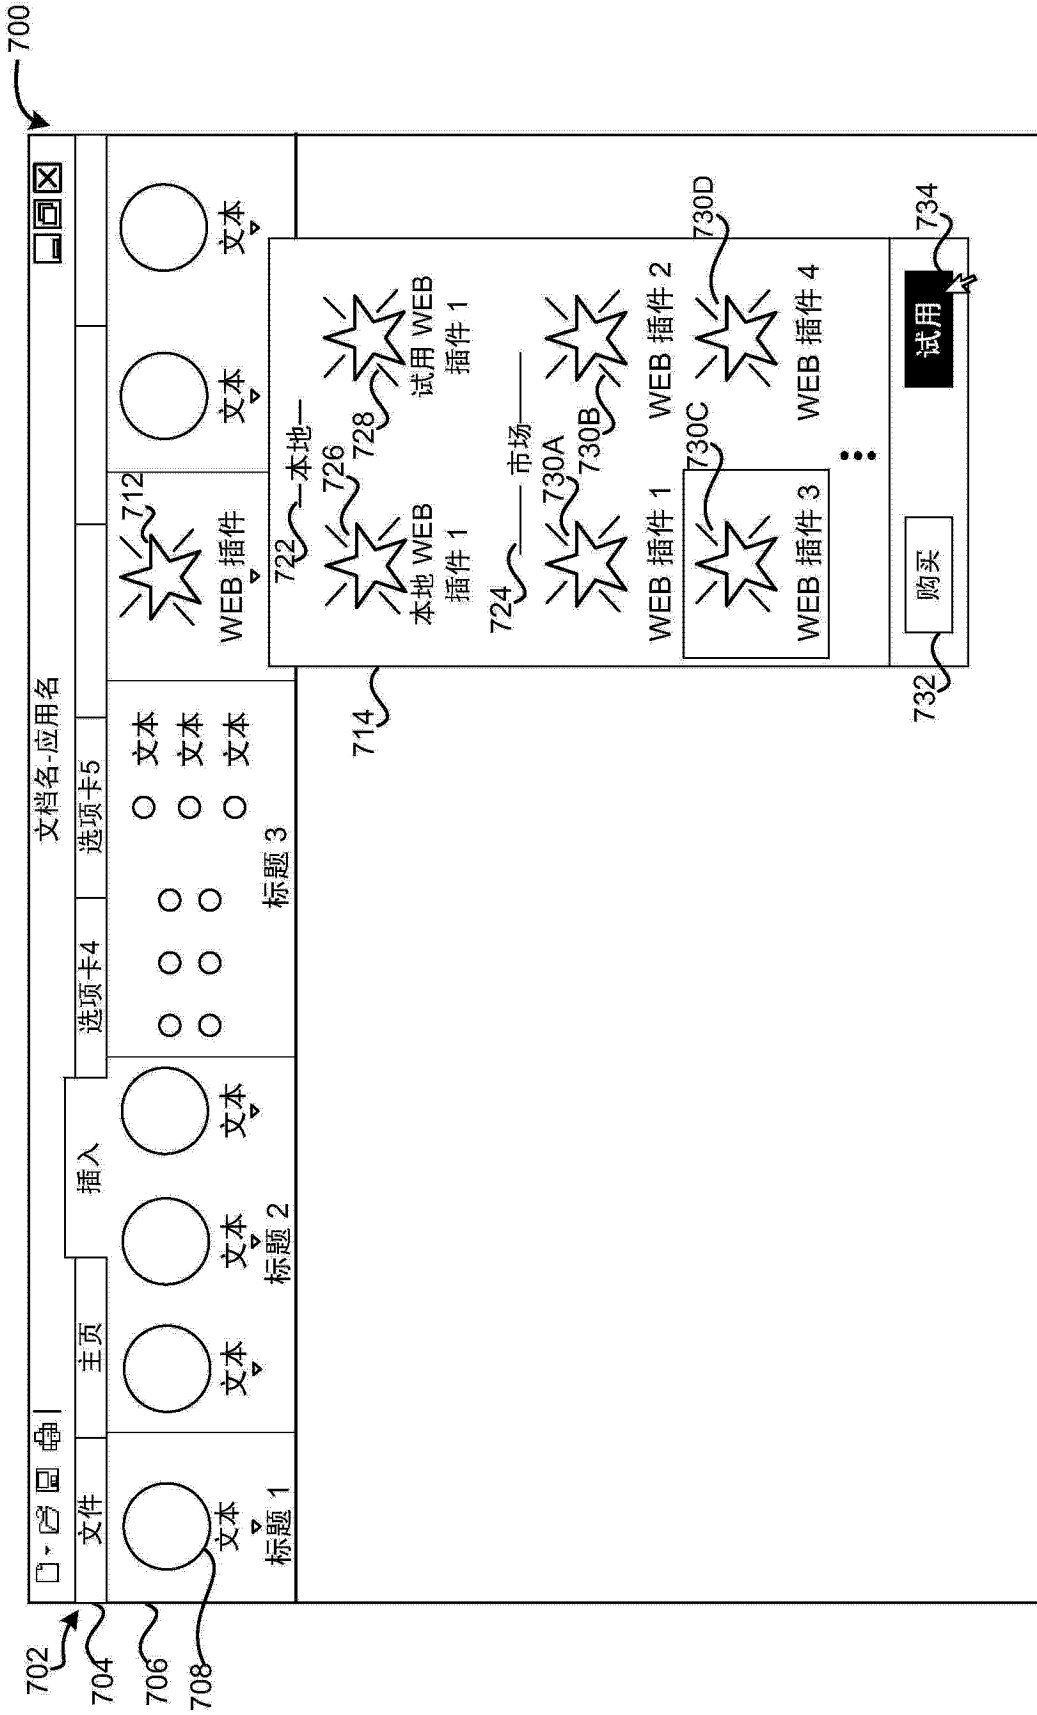 700
文档名-应用名
702
704
文件
主页
插入
选项卡4
选项卡5
706
708
文本
标题 1
文本
文本
文本
标题 2
文本
文本
文本
标题 3
712
WEB 插件
文本
文本
714
722
本地
726
本地 WEB
插件 1
728
试用 WEB
插件 1
724
市场
730A
WEB 插件 1
730B
WEB 插件 2
730C
WEB 插件 3
730D
WEB 插件 4
732
购买
734
试用